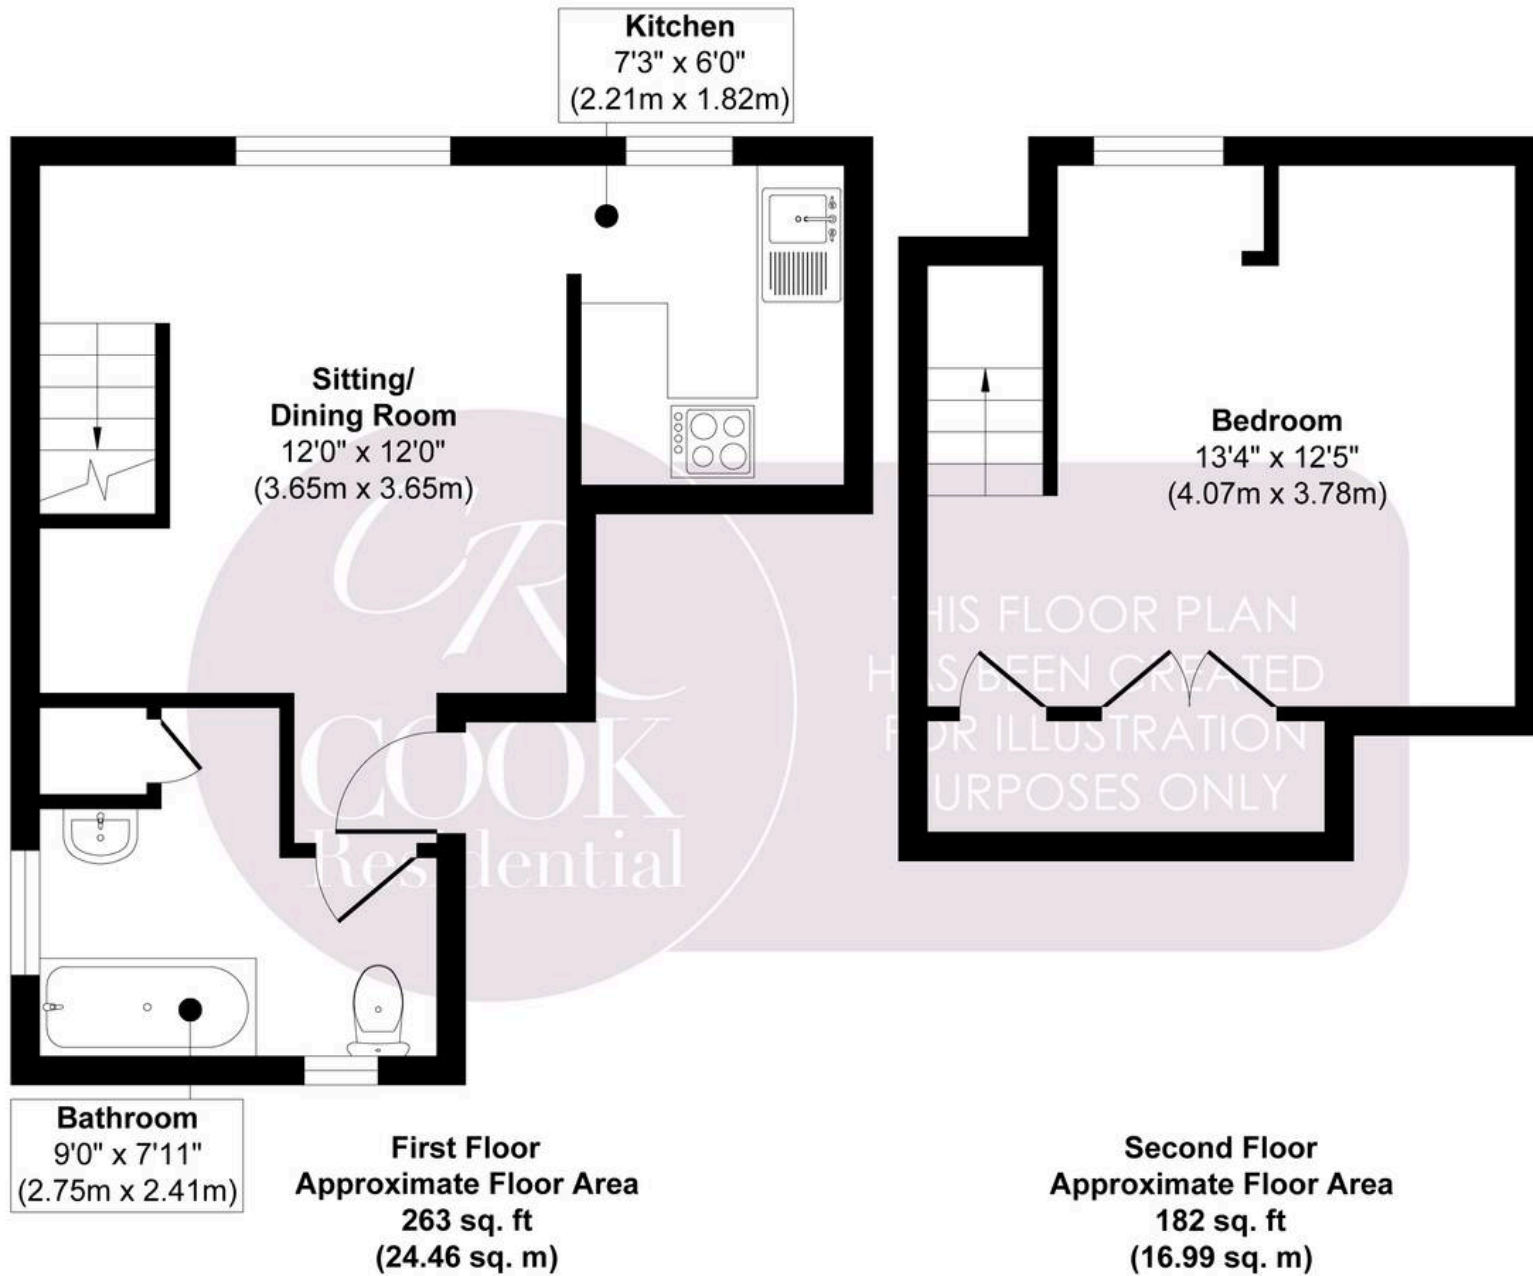 Kitchen
7'3" x 6'0"
(2.21m x 1.82m)
Sitting/
Dining Room
12'0" x 12'0"
(3.65m x 3.65m)
Bedroom
13'4" x 12'5"
(4.07m x 3.78m)
CR
COOK
Residential
THIS FLOOR PLAN
HAS BEEN CREATED
FOR ILLUSTRATION
PURPOSES ONLY
Bathroom
9'0" x 7'11"
(2.75m x 2.41m)
First Floor
Approximate Floor Area
263 sq. ft
(24.46 sq. m)
Second Floor
Approximate Floor Area
182 sq. ft
(16.99 sq. m)